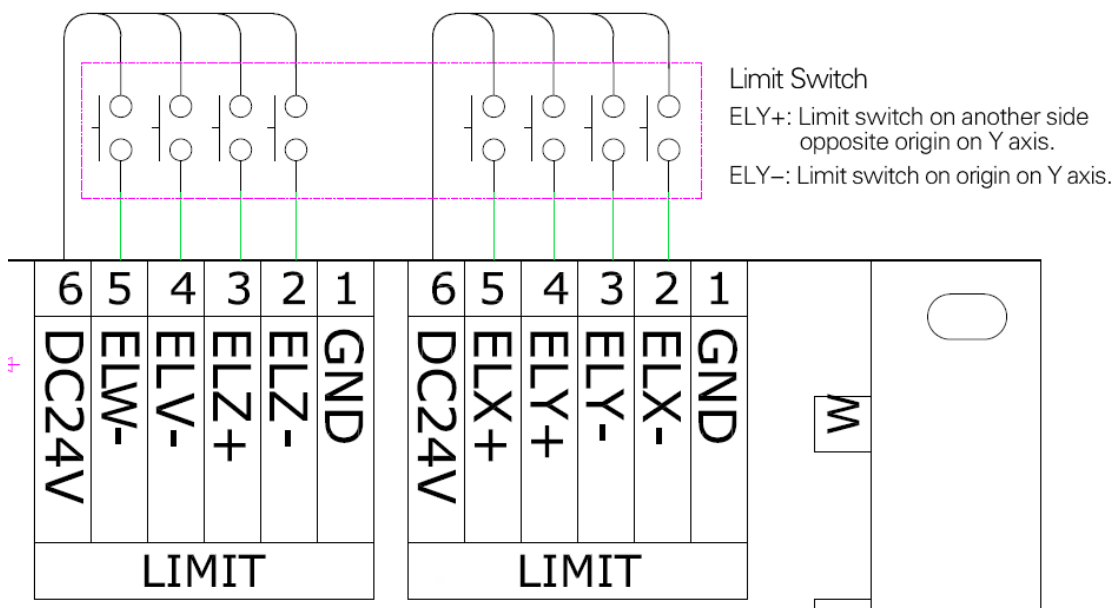 Limit Switch
ELY+: Limit switch on another side
opposite origin on Y axis.
ELY−: Limit switch on origin on Y axis.
6 5 4 3 2 1
DC24V
ELW-
ELV-
ELZ+
ELZ-
GND
LIMIT
6 5 4 3 2 1
DC24V
ELX+
ELY+
ELY-
ELX-
GND
LIMIT
W